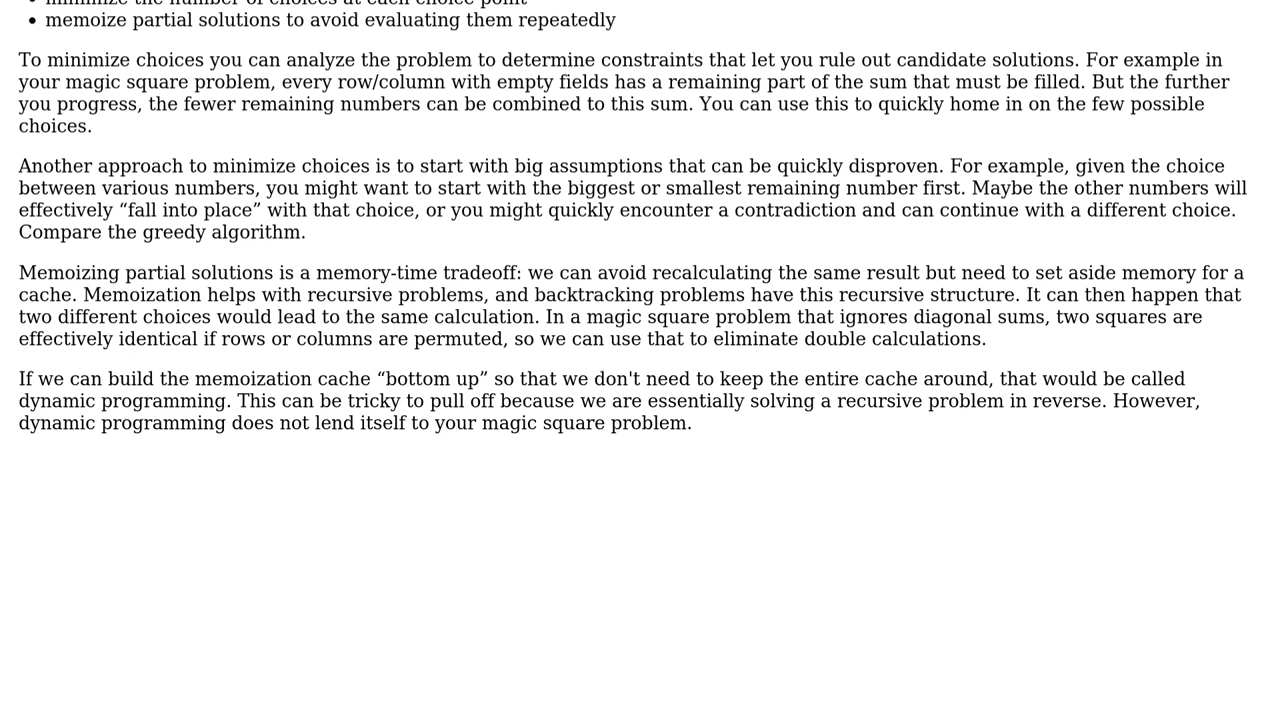 minimize the number of choices at each choice point
• memoize partial solutions to avoid evaluating them repeatedly
To minimize choices you can analyze the problem to determine constraints that let you rule out candidate solutions. For example in
your magic square problem, every row/column with empty fields has a remaining part of the sum that must be filled. But the further
you progress, the fewer remaining numbers can be combined to this sum. You can use this to quickly home in on the few possible
choices.
Another approach to minimize choices is to start with big assumptions that can be quickly disproven. For example, given the choice
between various numbers, you might want to start with the biggest or smallest remaining number first. Maybe the other numbers will
effectively “fall into place” with that choice, or you might quickly encounter a contradiction and can continue with a different choice.
Compare the greedy algorithm.
Memoizing partial solutions is a memory-time tradeoff: we can avoid recalculating the same result but need to set aside memory for a
cache. Memoization helps with recursive problems, and backtracking problems have this recursive structure. It can then happen that
two different choices would lead to the same calculation. In a magic square problem that ignores diagonal sums, two squares are
effectively identical if rows or columns are permuted, so we can use that to eliminate double calculations.
If we can build the memoization cache “bottom up” so that we don't need to keep the entire cache around, that would be called
dynamic programming. This can be tricky to pull off because we are essentially solving a recursive problem in reverse. However,
dynamic programming does not lend itself to your magic square problem.